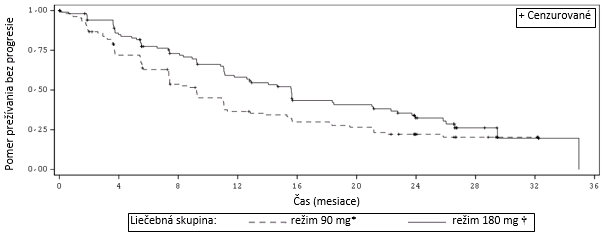 + Cenzurované
Pomer prežívania bez progresie
1.00
0.75
0.50
0.25
0.00
0 4 8 12 16 20 24 28 32 36
Čas (mesiace)
Liečebná skupina: režim 90 mg* režim 180 mg †